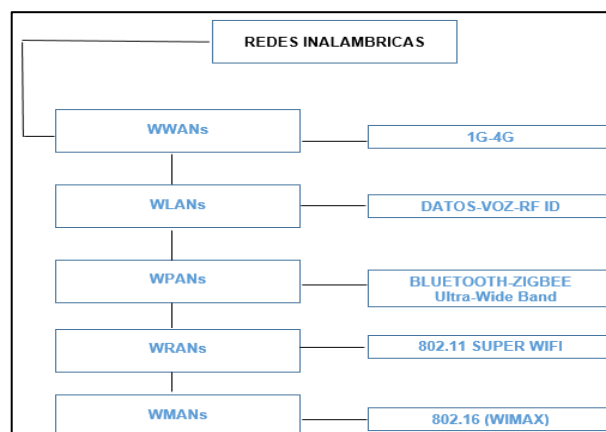 REDES INALAMBRICAS
WWANs
1G-4G
WLANs
DATOS-VOZ-RF ID
WPANs
BLUETOOTH-ZIGBEE
Ultra-Wide Band
WRANs
802.11 SUPER WIFI
WMANs
802.16 (WIMAX)